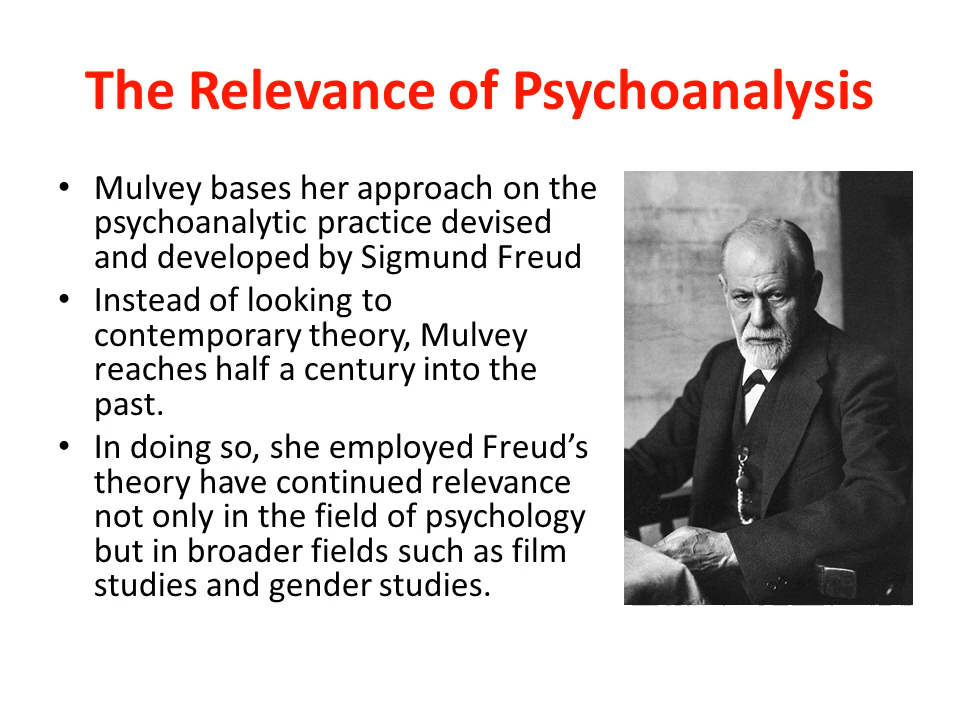 The Relevance of Psychoanalysis
• Mulvey bases her approach on the
psychoanalytic practice devised
and developed by Sigmund Freud
• Instead of looking to
contemporary theory, Mulvey
reaches half a century into the
past.
• In doing so, she employed Freud’s
theory have continued relevance
not only in the field of psychology
but in broader fields such as film
studies and gender studies.